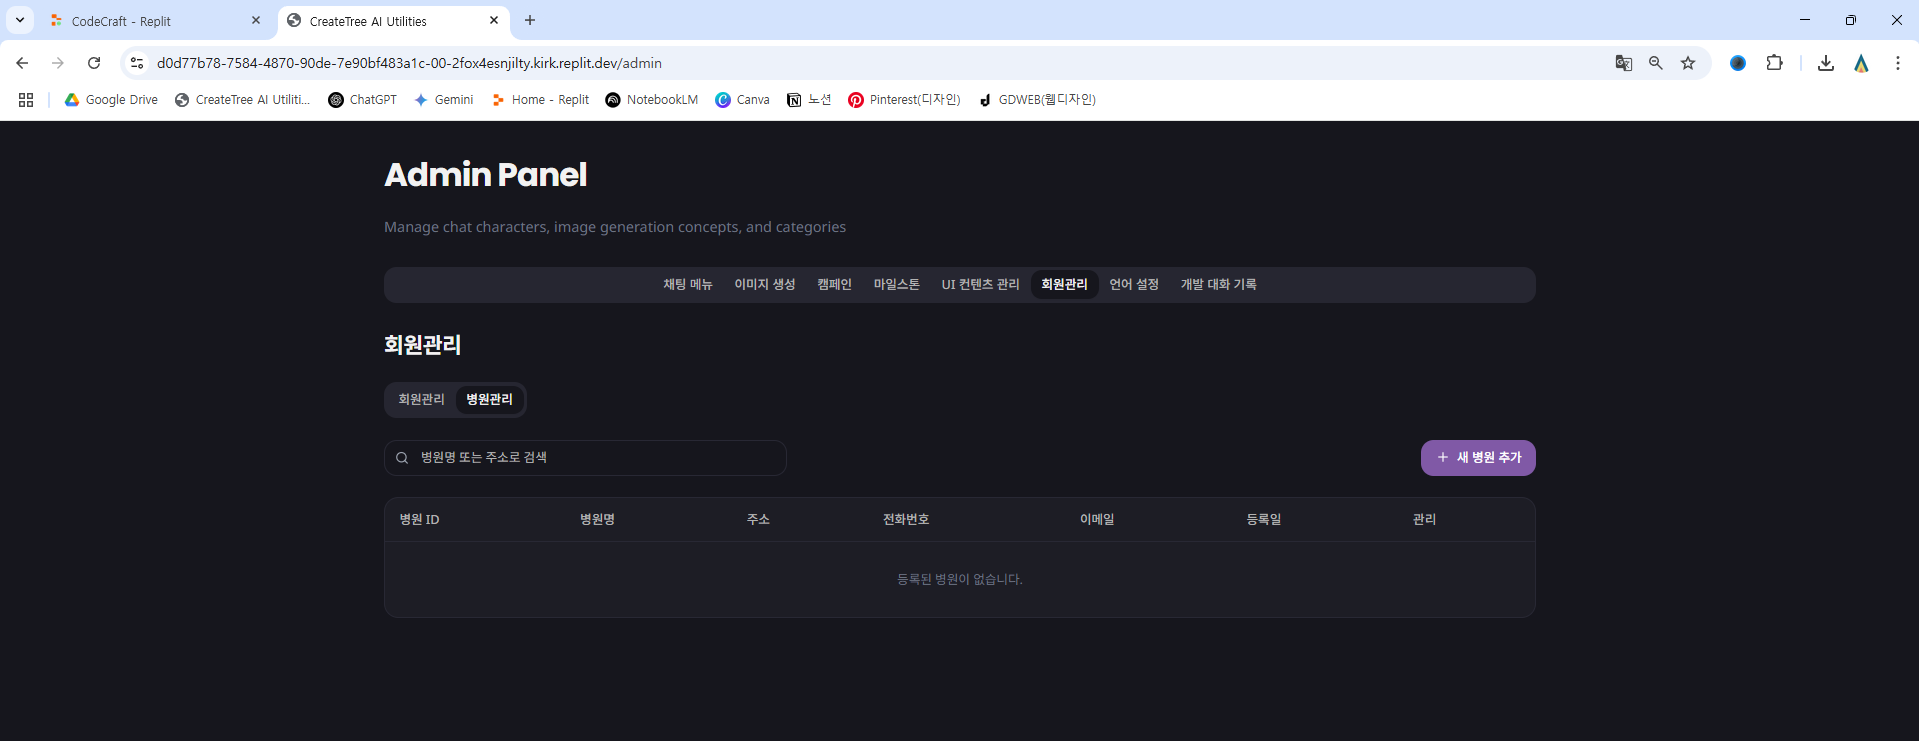 CodeCraft - Replit
CreateTree AI Utilities
d0d77b78-7584-4870-90de-7e90bf483a1c-00-2fox4esnjilty.kirk.replit.dev/admin
Google Drive
CreateTree AI Utiliti...
ChatGPT
Gemini
Home - Replit
NotebookLM
Canva
노션
Pinterest(디자인)
GDWEB(웹디자인)
Admin Panel
Manage chat characters, image generation concepts, and categories
채팅 메뉴
이미지 생성
캠페인
마일스톤
UI 컨텐츠 관리
회원관리
언어 설정
개발 대화 기록
회원관리
회원관리
병원관리
병원명 또는 주소로 검색
+ 새 병원 추가
병원 ID
병원명
주소
전화번호
이메일
등록일
관리
등록된 병원이 없습니다.